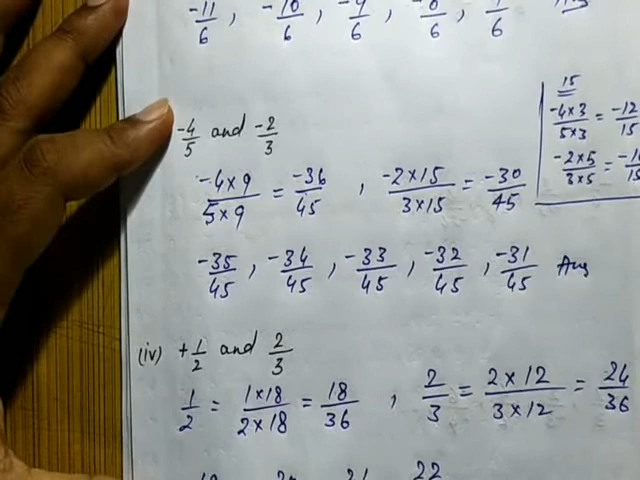 -11/6, -10/6, -9/6, -8/6,
-4/5 and -2/3
15
-4×3/5×3 = -12/15
-2×5/3×5 =
-4×9/5×9 = -36/45 , -2×15/3×15 = -30/45
-35/45, -34/45, -33/45, -32/45, -31/45 Ans
(iv) +1/2 and 2/3
1/2 = 1×18/2×18 = 18/36 , 2/3 = 2×12/3×12 = 24/36
22